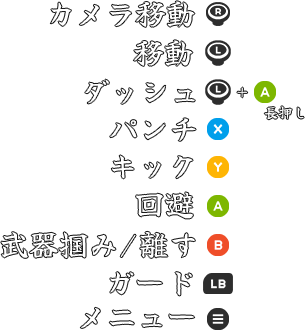 カメラ移動 R
移動 L
ダッシュ L + A
長押し
パンチ X
キック Y
回避 A
武器掴み/離す B
ガード LB
メニュー